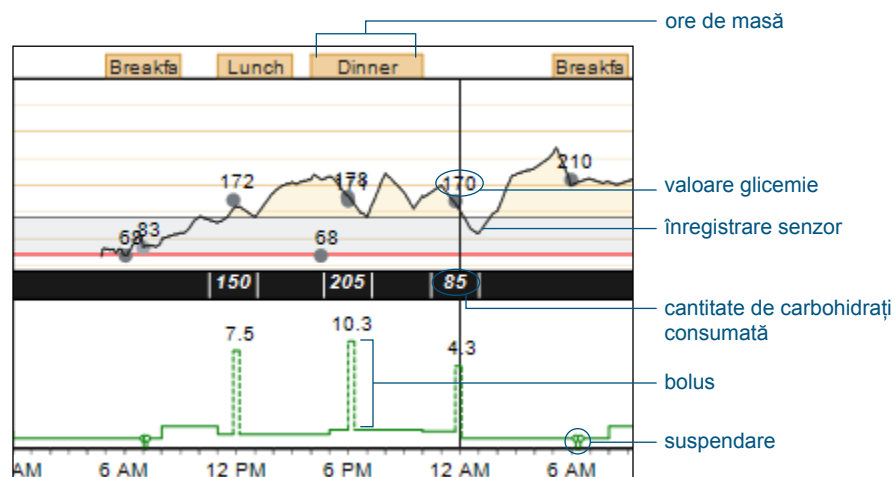 ore de masă
Breakfa Lunch Dinner Breakfa
172 178 170 210
valoare glicemie
83
68 68
înregistrare senzor
150 205 85
cantitate de carbohidrați
consumată
7.5 10.3 4.3
bolus
suspendare
AM 6 AM 12 PM 6 PM 12 AM 6 AM